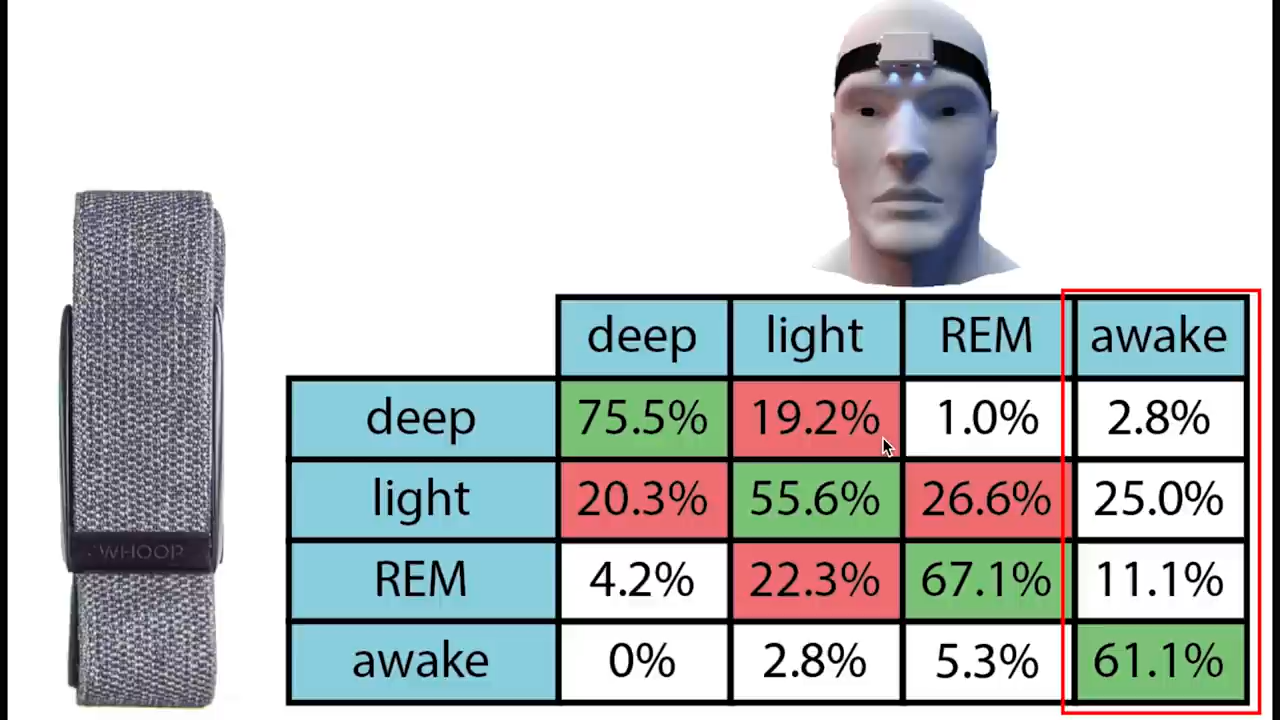 deep light REM awake
deep 75.5% 19.2% 1.0% 2.8%
light 20.3% 55.6% 26.6% 25.0%
REM 4.2% 22.3% 67.1% 11.1%
WHOOP
awake 0% 2.8% 5.3% 61.1%